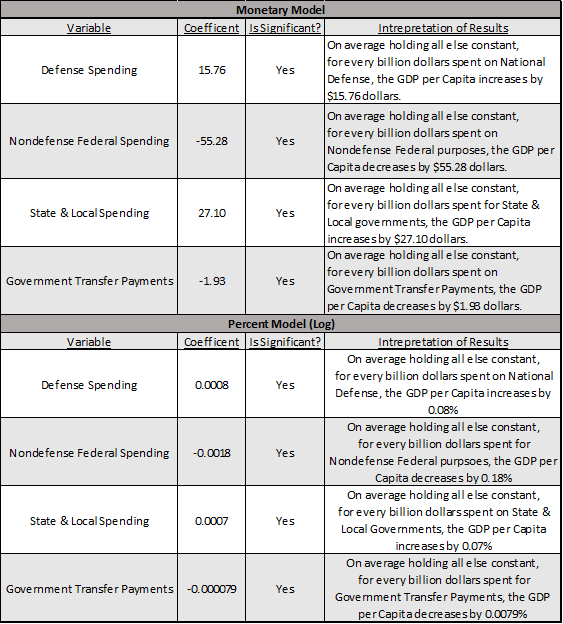 Monetary Model
Variable Coefficent Is Significant? Intrepretation of Results
Defense Spending 15.76 Yes On average holding all else constant,
for every billion dollars spent on National
Defense, the GDP per Capita increases by
$15.76 dollars.
Nondefense Federal Spending -55.28 Yes On average holding all else constant,
for every billion dollars spent on
Nondefense Federal purposes, the GDP per
Capita decreases by $55.28 dollars.
State & Local Spending 27.10 Yes On average holding all else constant,
for every billion dollars spent for State &
Local governments, the GDP per Capita
increases by $27.10 dollars.
Government Transfer Payments -1.93 Yes On average holding all else constant,
for every billion dollars spent on
Government Transfer Payments, the GDP
per Capita decreases by $1.93 dollars.
Percent Model (Log)
Variable Coefficent Is Significant? Intrepretation of Results
Defense Spending 0.0008 Yes On average holding all else constant,
for every billion dollars spent on National
Defense, the GDP per Capita increases by
0.08%
Nondefense Federal Spending -0.0018 Yes On average holding all else constant,
for every billion dollars spent for
Nondefense Federal purpsoes, the GDP per
Capita decreases by 0.18%
State & Local Spending 0.0007 Yes On average holding all else constant,
for every billion dollars spent on State &
Local Governments, the GDP per Capita
increases by 0.07%
Government Transfer Payments -0.000079 Yes On average holding all else constant,
for every billion dollars spent for
Government Transfer Payments, the GDP
per Capita decreases by 0.0079%